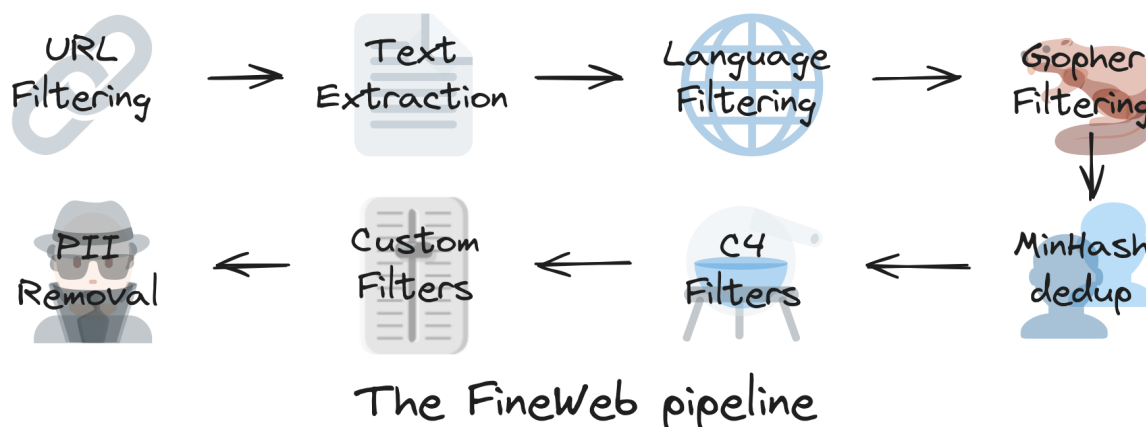 URL
Filtering
Text
Extraction
Language
Filtering
Gopher
Filtering
PII
Removal
Custom
Filters
C4
Filters
MinHash
dedup
The FineWeb pipeline